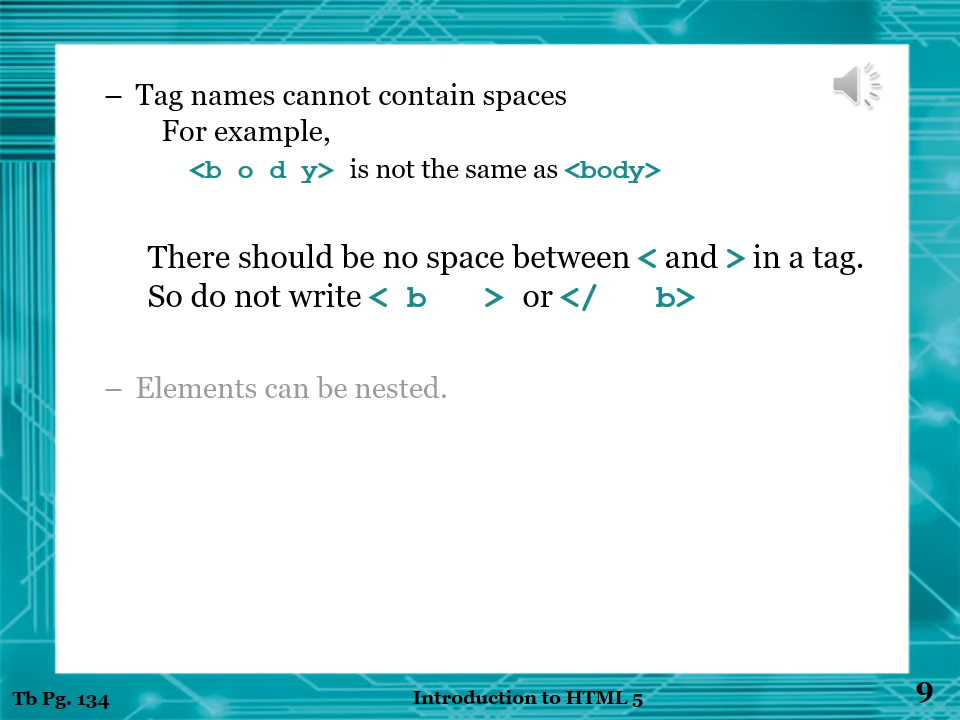 – Tag names cannot contain spaces
For example,
<b o d y> is not the same as <body>
There should be no space between < and > in a tag.
So do not write < b   > or </   b>
– Elements can be nested.
Tb Pg. 134
Introduction to HTML 5
9